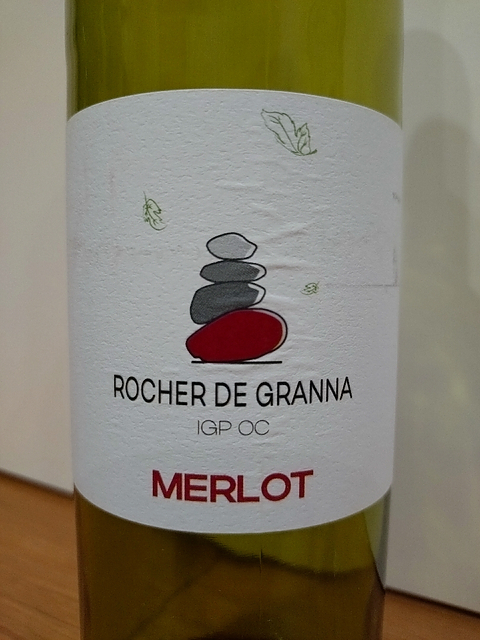 ROCHER DE GRANNA
IGP OC
MERLOT